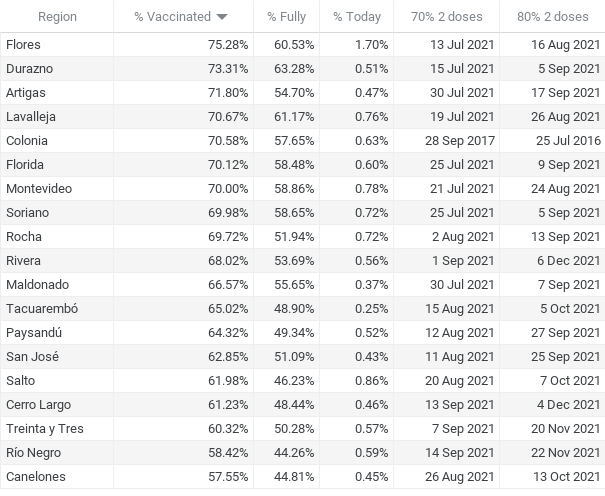 Region % Vaccinated % Fully % Today 70% 2 doses 80% 2 doses
Flores 75.28% 60.53% 1.70% 13 Jul 2021 16 Aug 2021
Durazno 73.31% 63.28% 0.51% 15 Jul 2021 5 Sep 2021
Artigas 71.80% 54.70% 0.47% 30 Jul 2021 17 Sep 2021
Lavalleja 70.67% 61.17% 0.76% 19 Jul 2021 26 Aug 2021
Colonia 70.58% 57.65% 0.63% 28 Sep 2017 25 Jul 2016
Florida 70.12% 58.48% 0.60% 25 Jul 2021 9 Sep 2021
Montevideo 70.00% 58.86% 0.78% 21 Jul 2021 24 Aug 2021
Soriano 69.98% 58.65% 0.72% 25 Jul 2021 5 Sep 2021
Rocha 69.72% 51.94% 0.72% 2 Aug 2021 13 Sep 2021
Rivera 68.02% 53.69% 0.56% 1 Sep 2021 6 Dec 2021
Maldonado 66.57% 55.65% 0.37% 30 Jul 2021 7 Sep 2021
Tacuarembó 65.02% 48.90% 0.25% 15 Aug 2021 5 Oct 2021
Paysandú 64.32% 49.34% 0.52% 12 Aug 2021 27 Sep 2021
San José 62.85% 51.09% 0.43% 11 Aug 2021 25 Sep 2021
Salto 61.98% 46.23% 0.86% 20 Aug 2021 7 Oct 2021
Cerro Largo 61.23% 48.44% 0.46% 13 Sep 2021 4 Dec 2021
Treinta y Tres 60.32% 50.28% 0.57% 7 Sep 2021 20 Nov 2021
Río Negro 58.42% 44.26% 0.59% 14 Sep 2021 22 Nov 2021
Canelones 57.55% 44.81% 0.45% 26 Aug 2021 13 Oct 2021